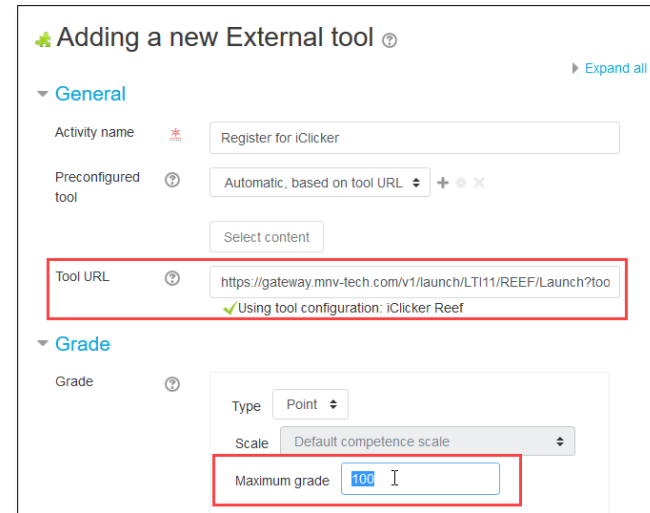 Adding a new External tool
Expand all
General
Activity name
Register for iClicker
Preconfigured tool
Automatic, based on tool URL
Select content
Tool URL
https://gateway.mnv-tech.com/v1/launch/LTI11/REEF/Launch?too
Using tool configuration: iClicker Reef
Grade
Grade
Type Point
Scale Default competence scale
Maximum grade 100